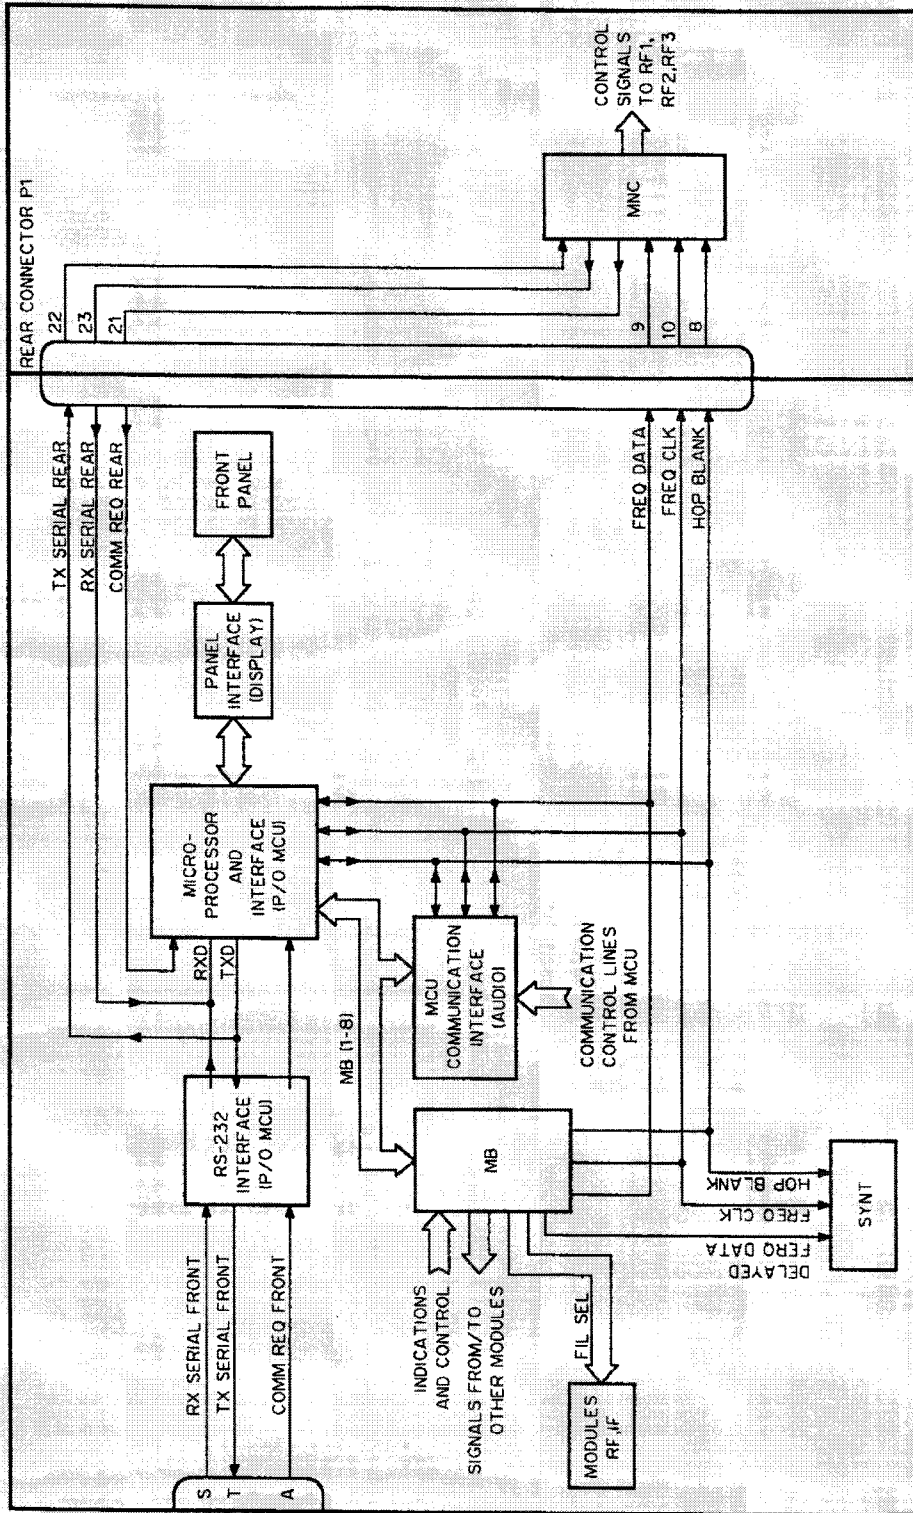 REAR CONNECTOR P1
22
23
21
9
10
8
MNC
CONTROL
SIGNALS
TO RF1,
RF2,RF3
TX SERIAL REAR
RX SERIAL REAR
COMM REQ REAR
FREQ DATA
FREQ CLK
HOP BLANK
FRONT
PANEL
PANEL
INTERFACE
(DISPLAY)
MICRO-
PROCESSOR
AND
INTERFACE
(P/O MCU)
RXD
TXD
MB (1-8)
MCU
COMMUNICATION
INTERFACE
(AUDIO)
COMMUNICATION
CONTROL LINES
FROM MCU
RS-232
INTERFACE
(P/O MCU)
MB
HOP BLANK
FREQ CLK
DELAYED
FERQ DATA
SYNT
RX SERIAL FRONT
TX SERIAL FRONT
COMM REQ FRONT
S
T
A
INDICATIONS
AND CONTROL
SIGNALS FROM/TO
OTHER MODULES
FIL SEL
MODULES
RF,IF